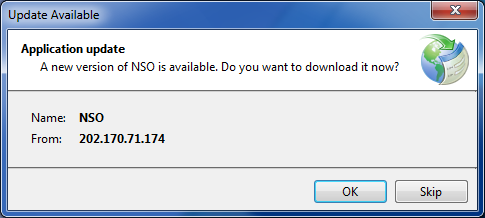 Update Available
Application update
A new version of NSO is available. Do you want to download it now?
Name: NSO
From: 202.170.71.174
OK Skip